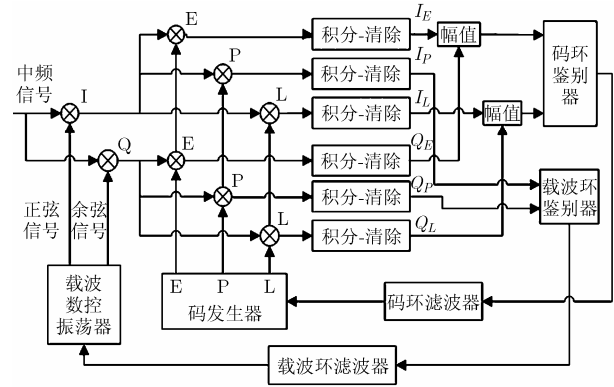 E
积分-清除
I_E
幅值
码环
鉴别
器
P
积分-清除
I_P
中频
信号
I
L
积分-清除
I_L
幅值
Q
E
积分-清除
Q_E
P
积分-清除
Q_P
载波环
鉴别器
正弦
信号
余弦
信号
L
积分-清除
Q_L
载波
数控
振荡器
E P L
码发生器
码环滤波器
载波环滤波器